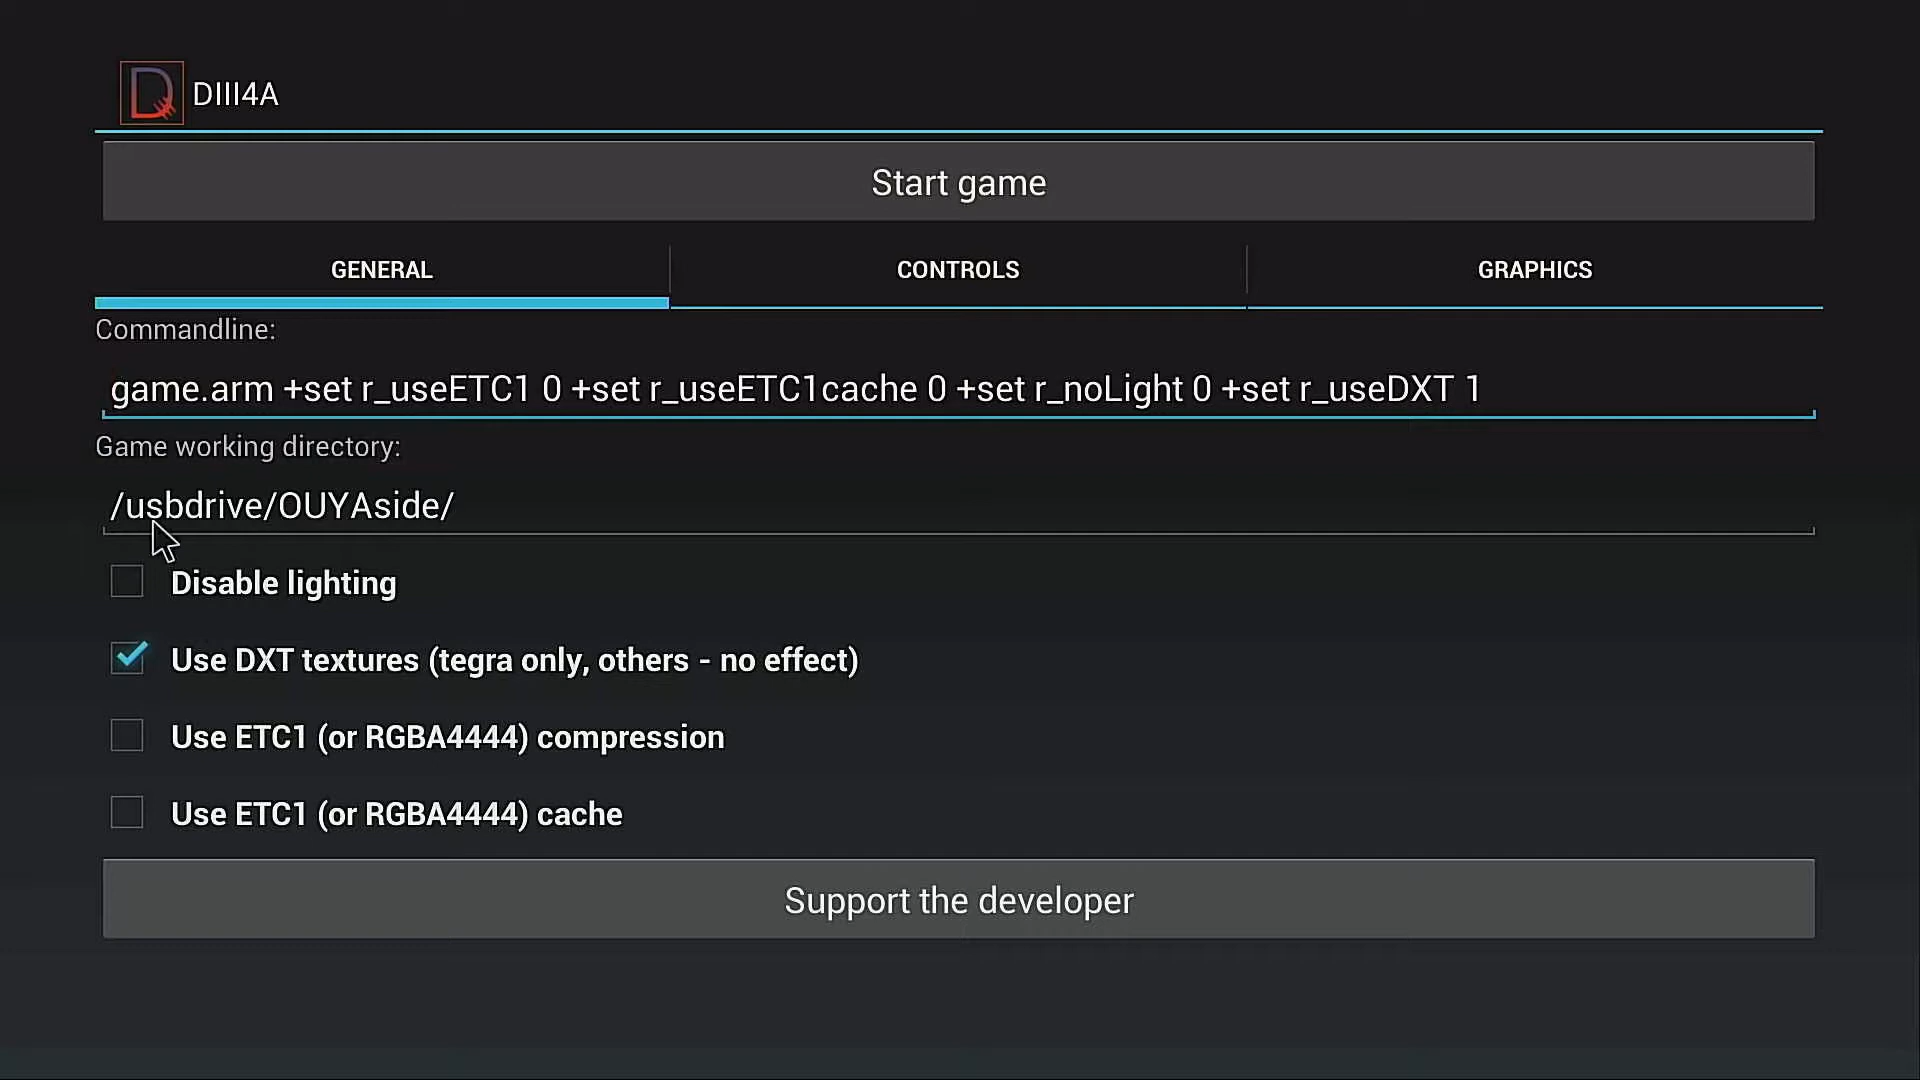 DIII4A
Start game
GENERAL
CONTROLS
GRAPHICS
Commandline:
game.arm +set r_useETC1 0 +set r_useETC1cache 0 +set r_noLight 0 +set r_useDXT 1
Game working directory:
/usbdrive/OUYAside/
Disable lighting
Use DXT textures (tegra only, others - no effect)
Use ETC1 (or RGBA4444) compression
Use ETC1 (or RGBA4444) cache
Support the developer